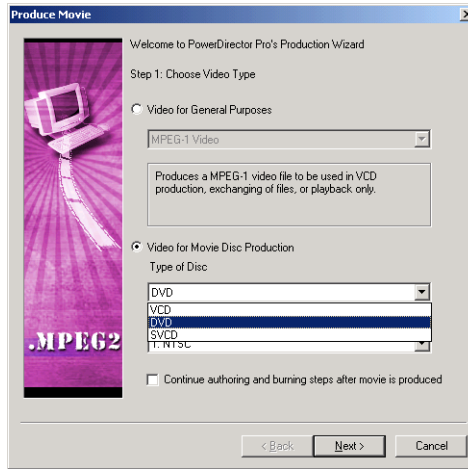 Produce Movie
Welcome to PowerDirector Pro's Production Wizard
Step 1: Choose Video Type
Video for General Purposes
MPEG-1 Video
Produces a MPEG-1 video file to be used in VCD
production, exchanging of files, or playback only.
Video for Movie Disc Production
Type of Disc
DVD
VCD
DVD
SVCD
1. NTSC
.MPEG2
Continue authoring and burning steps after movie is produced
< Back
Next >
Cancel